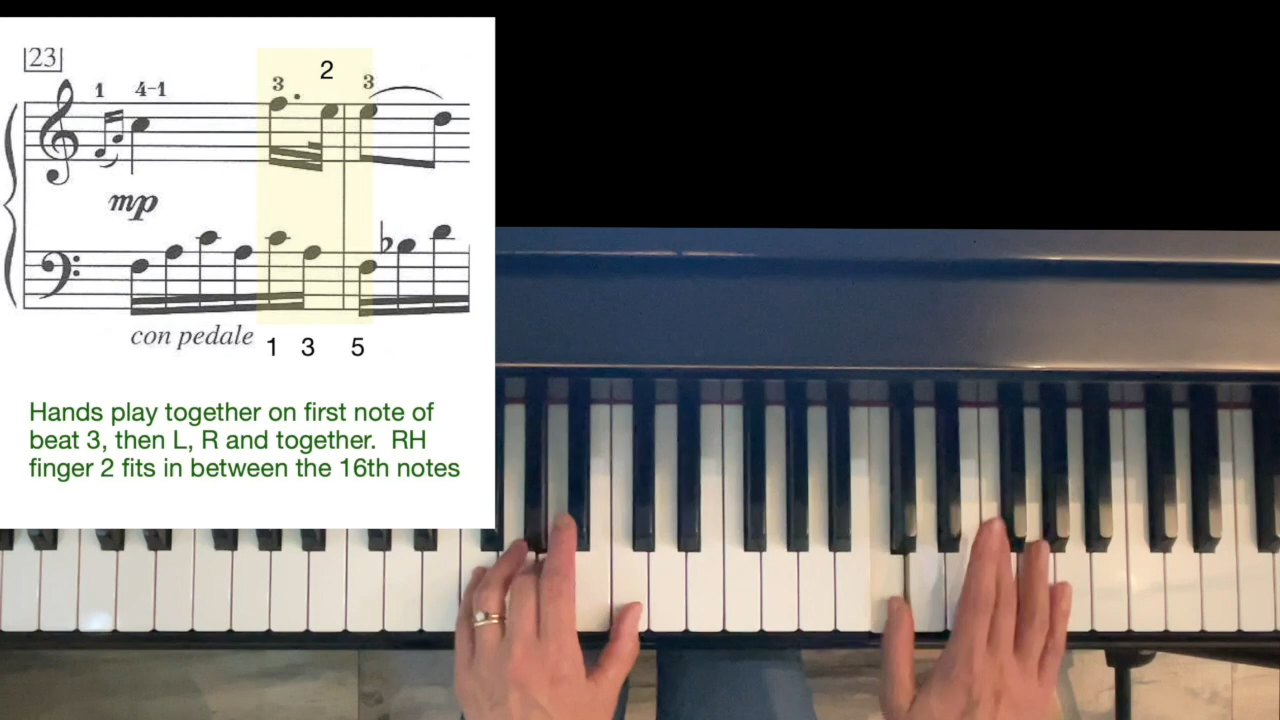 23
2
1 4-1 3 3
mp
con pedale
1 3 5
Hands play together on first note of
beat 3, then L, R and together.  RH
finger 2 fits in between the 16th notes